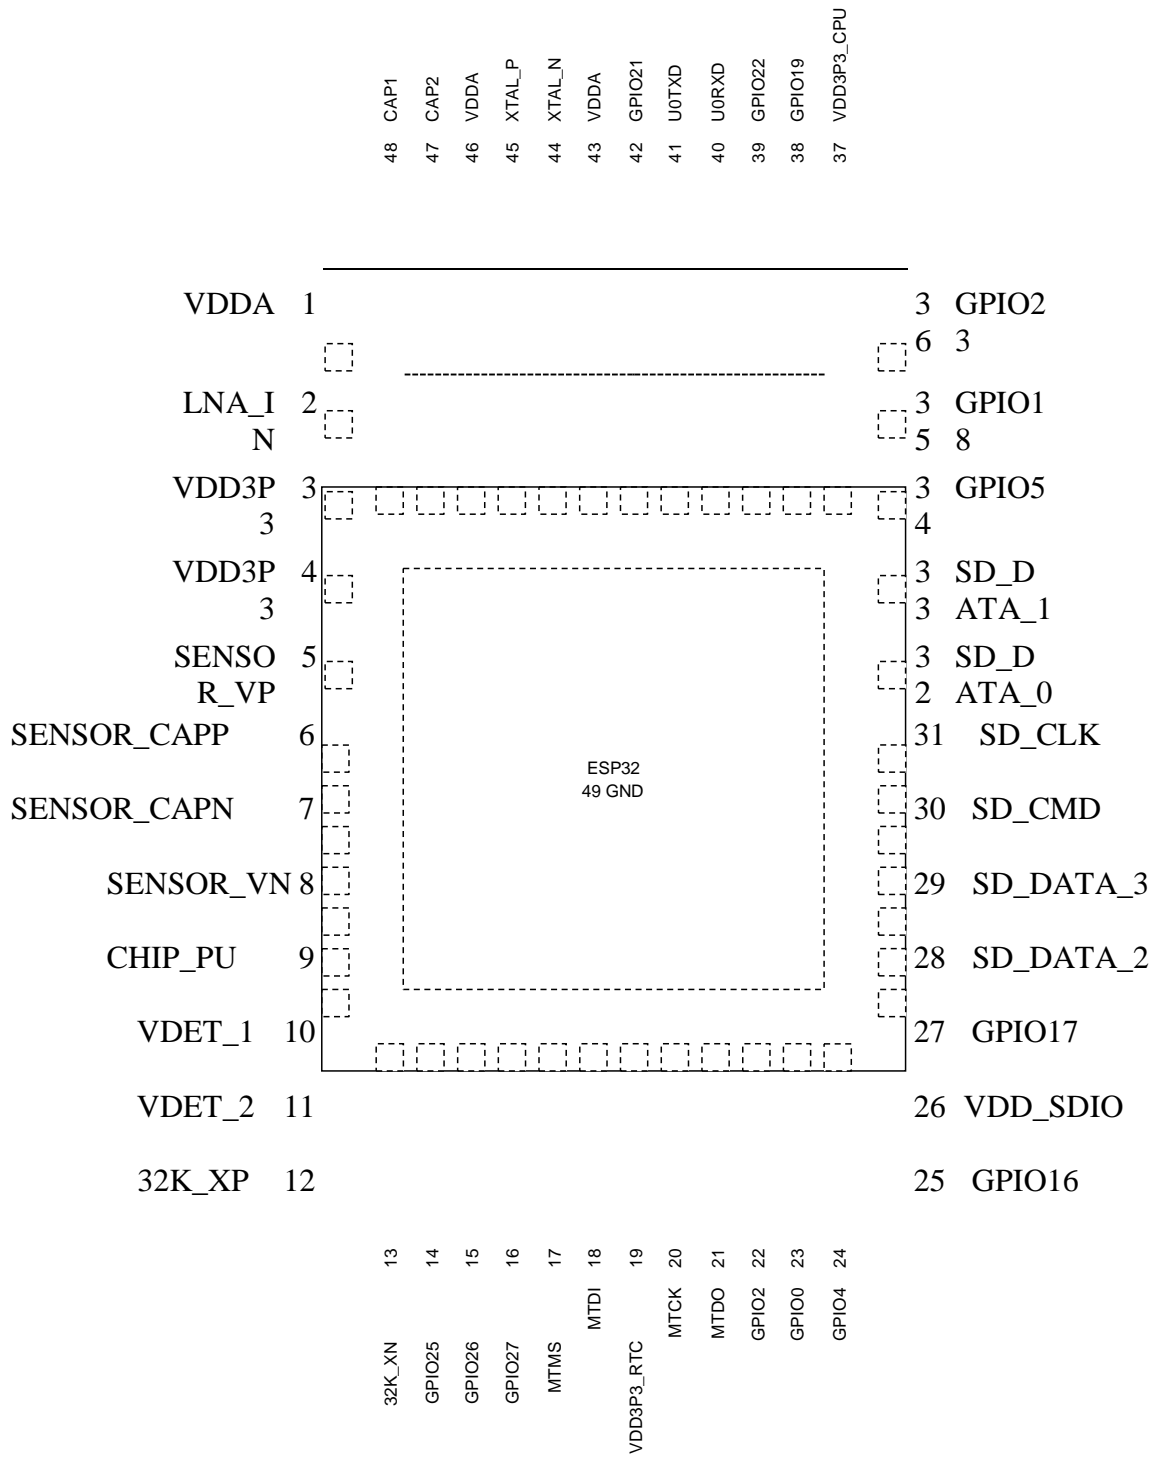 48 CAP1
47 CAP2
46 VDDA
45 XTAL_P
44 XTAL_N
43 VDDA
42 GPIO21
41 U0TXD
40 U0RXD
39 GPIO22
38 GPIO19
37 VDD3P3_CPU
VDDA 1
LNA_I 2
N
VDD3P 3
3
VDD3P 4
3
SENSO 5
R_VP
SENSOR_CAPP 6
SENSOR_CAPN 7
SENSOR_VN 8
CHIP_PU 9
VDET_1 10
VDET_2 11
32K_XP 12
ESP32
49 GND
3 GPIO2
6 3
3 GPIO1
5 8
3 GPIO5
4
3 SD_D
3 ATA_1
3 SD_D
2 ATA_0
31 SD_CLK
30 SD_CMD
29 SD_DATA_3
28 SD_DATA_2
27 GPIO17
26 VDD_SDIO
25 GPIO16
32K_XN 13
GPIO25 14
GPIO26 15
GPIO27 16
MTMS 17
MTDI 18
VDD3P3_RTC 19
MTCK 20
MTDO 21
GPIO2 22
GPIO0 23
GPIO4 24